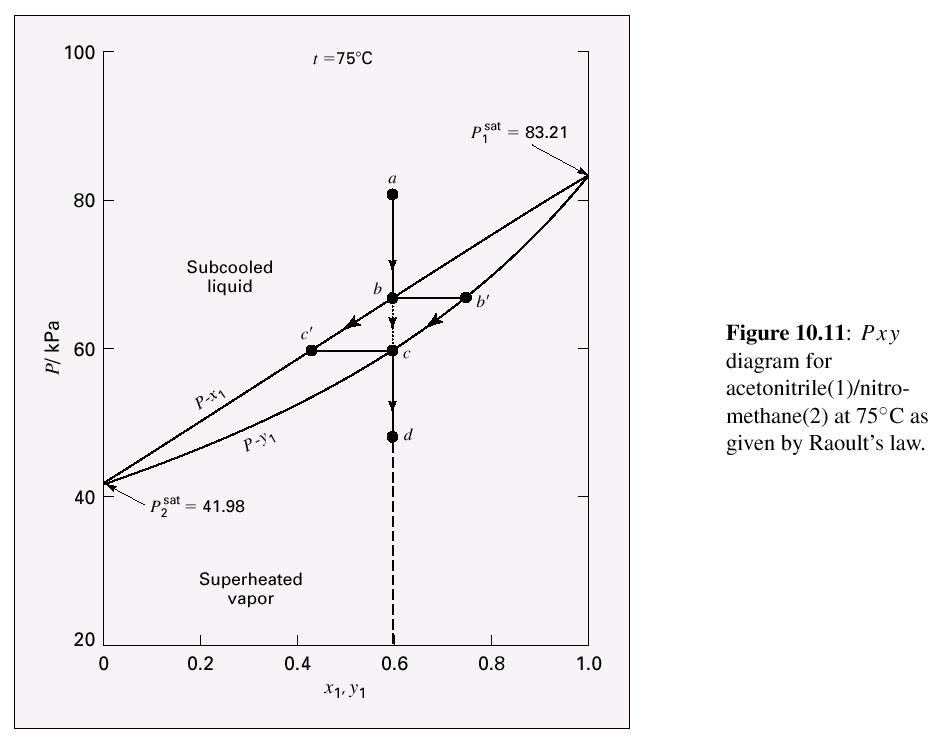 100
t =75°C
P₁ˢᵃᵗ = 83.21
a
80
Subcooled
liquid
b
b′
P/ kPa
c′
60
c
P-x₁
P-y₁
d
40
P₂ˢᵃᵗ = 41.98
Superheated
vapor
20
0 0.2 0.4 0.6 0.8 1.0
x₁, y₁
Figure 10.11: Pxy
diagram for
acetonitrile(1)/nitro-
methane(2) at 75°C as
given by Raoult’s law.